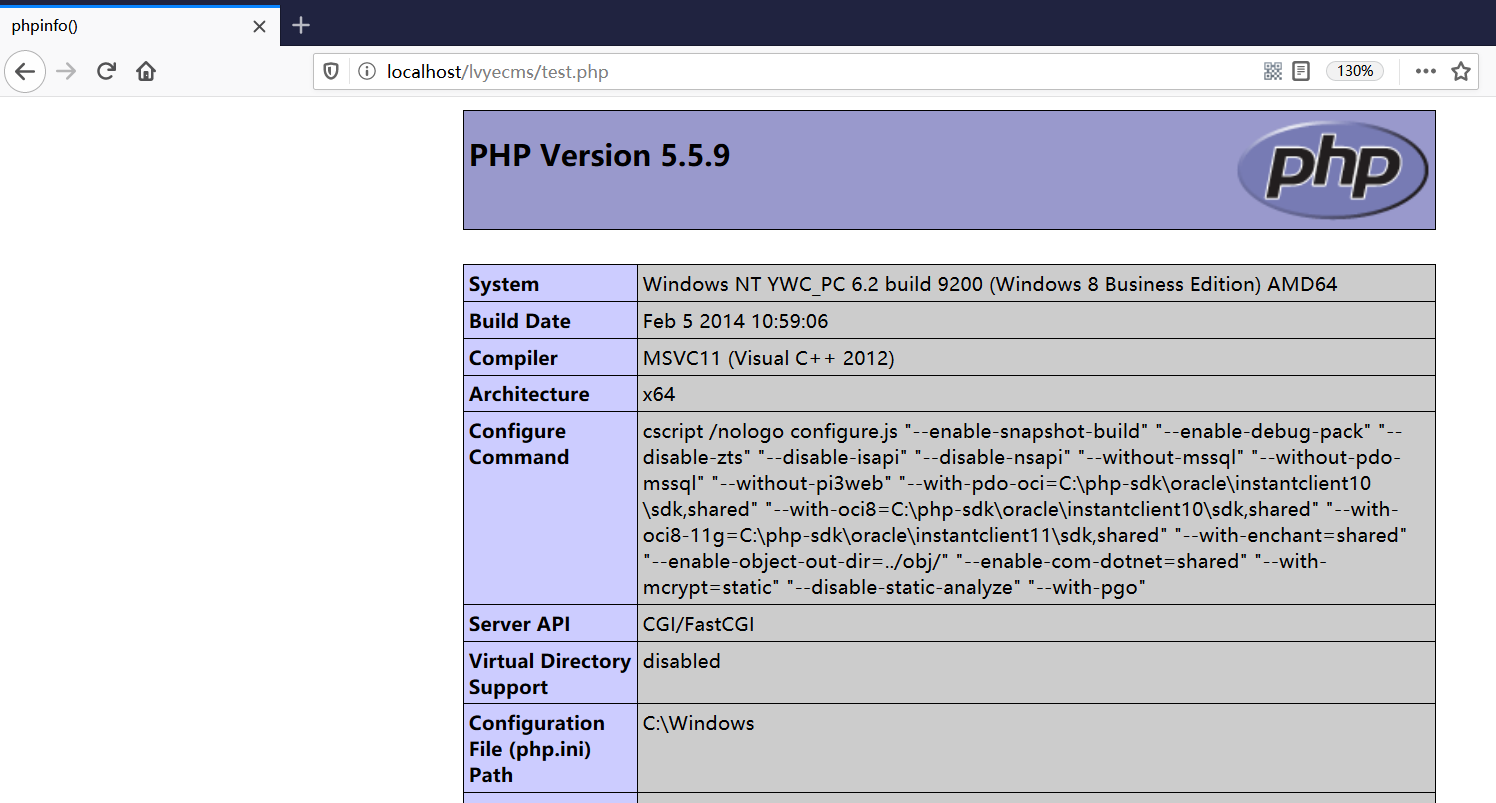 phpinfo()
localhost/lvyecms/test.php
130%
PHP Version 5.5.9
php
System
Windows NT YWC_PC 6.2 build 9200 (Windows 8 Business Edition) AMD64
Build Date
Feb 5 2014 10:59:06
Compiler
MSVC11 (Visual C++ 2012)
Architecture
x64
Configure
Command
cscript /nologo configure.js "--enable-snapshot-build" "--enable-debug-pack" "--
disable-zts" "--disable-isapi" "--disable-nsapi" "--without-mssql" "--without-pdo-
mssql" "--without-pi3web" "--with-pdo-oci=C:\php-sdk\oracle\instantclient10
\sdk,shared" "--with-oci8=C:\php-sdk\oracle\instantclient10\sdk,shared" "--with-
oci8-11g=C:\php-sdk\oracle\instantclient11\sdk,shared" "--with-enchant=shared"
"--enable-object-out-dir=../obj/" "--enable-com-dotnet=shared" "--with-
mcrypt=static" "--disable-static-analyze" "--with-pgo"
Server API
CGI/FastCGI
Virtual Directory
Support
disabled
Configuration
File (php.ini)
Path
C:\Windows